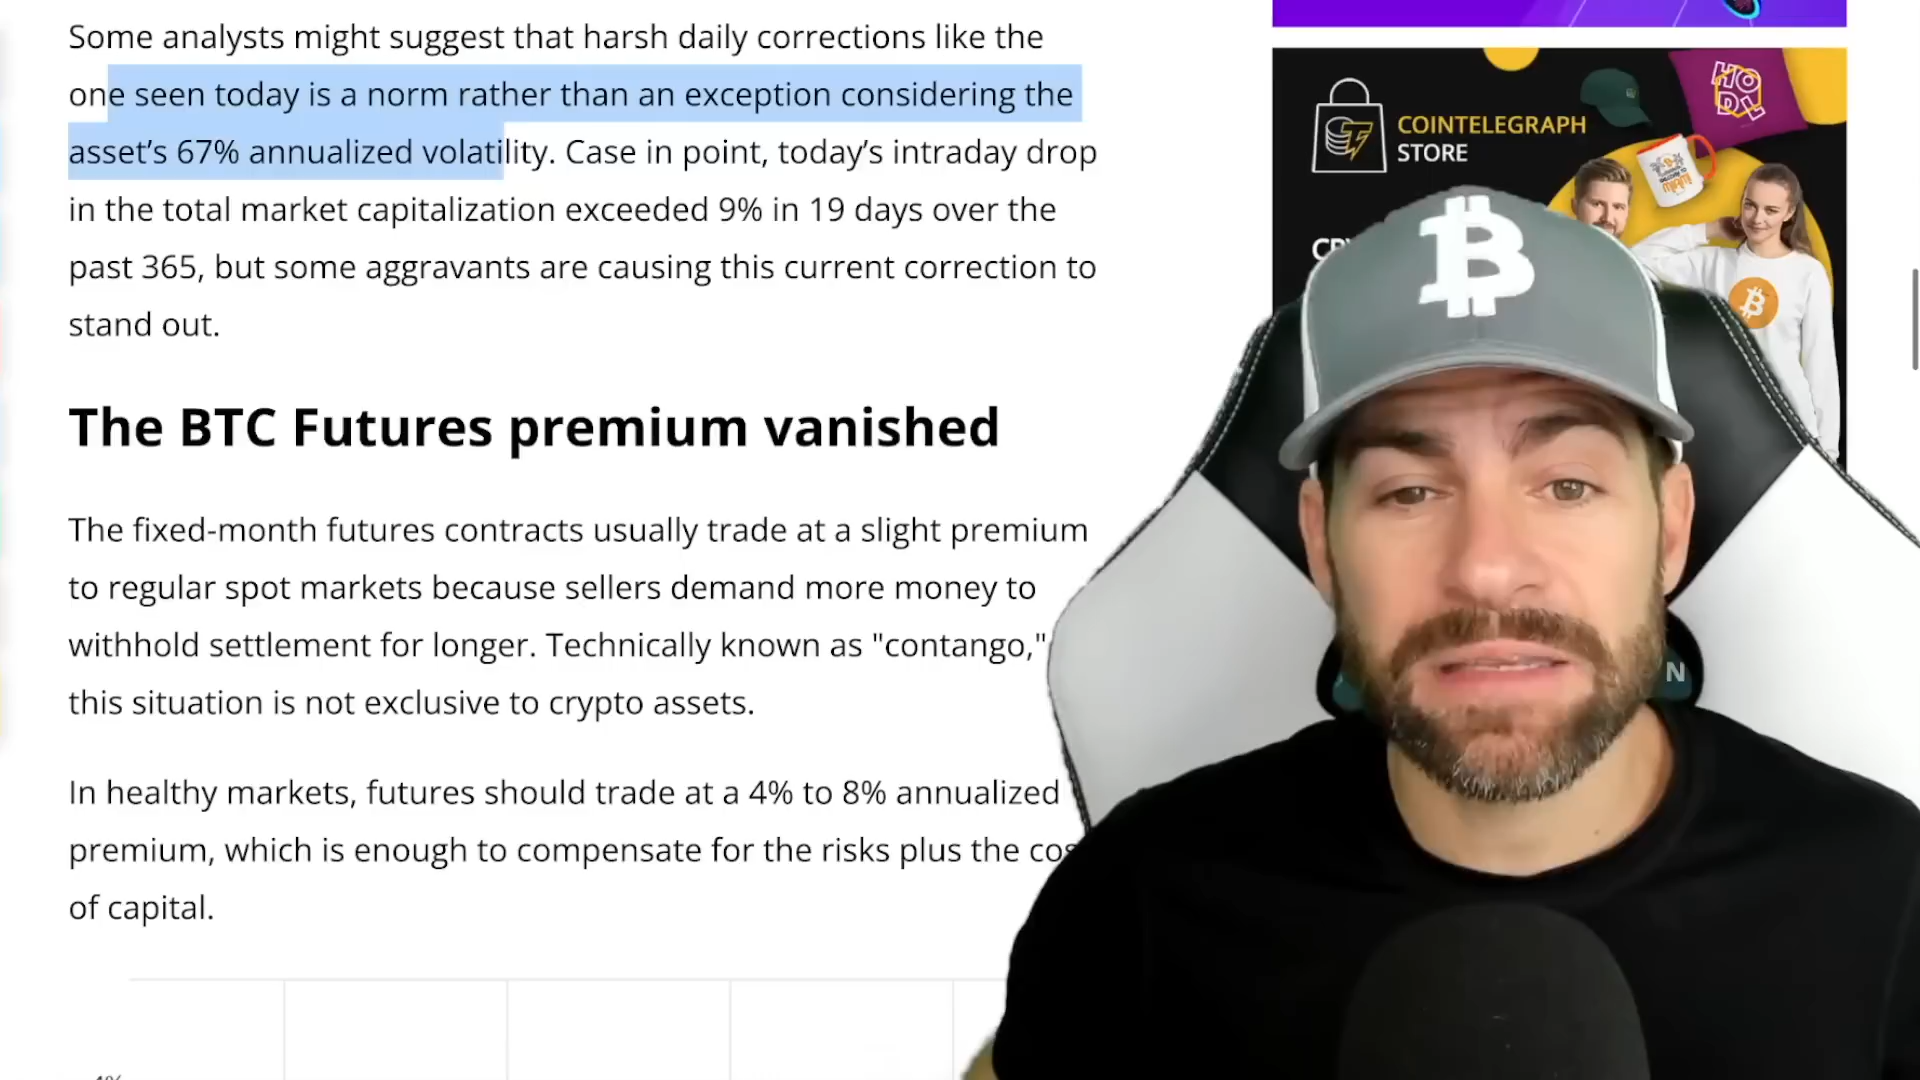 Some analysts might suggest that harsh daily corrections like the
one seen today is a norm rather than an exception considering the
asset’s 67% annualized volatility. Case in point, today’s intraday drop
in the total market capitalization exceeded 9% in 19 days over the
past 365, but some aggravants are causing this current correction to
stand out.
The BTC Futures premium vanished
The fixed-month futures contracts usually trade at a slight premium
to regular spot markets because sellers demand more money to
withhold settlement for longer. Technically known as "contango,"
this situation is not exclusive to crypto assets.
In healthy markets, futures should trade at a 4% to 8% annualized
premium, which is enough to compensate for the risks plus the cos
of capital.
COINTELEGRAPH
STORE
HO
DL
N